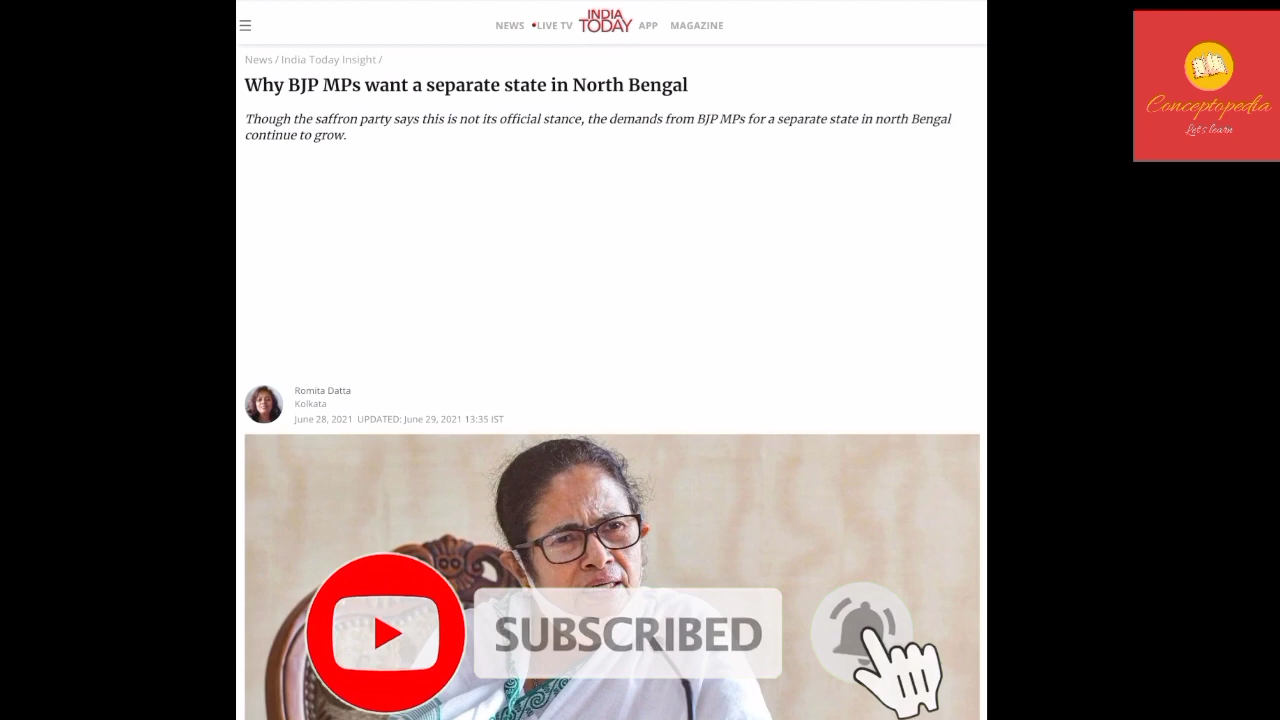 NEWS •LIVE TV INDIA TODAY APP MAGAZINE
News / India Today Insight /
Why BJP MPs want a separate state in North Bengal
Though the saffron party says this is not its official stance, the demands from BJP MPs for a separate state in north Bengal
continue to grow.
Romita Datta
Kolkata
June 28, 2021 UPDATED: June 29, 2021 13:35 IST
SUBSCRIBED
Conceptopedia
Let's learn